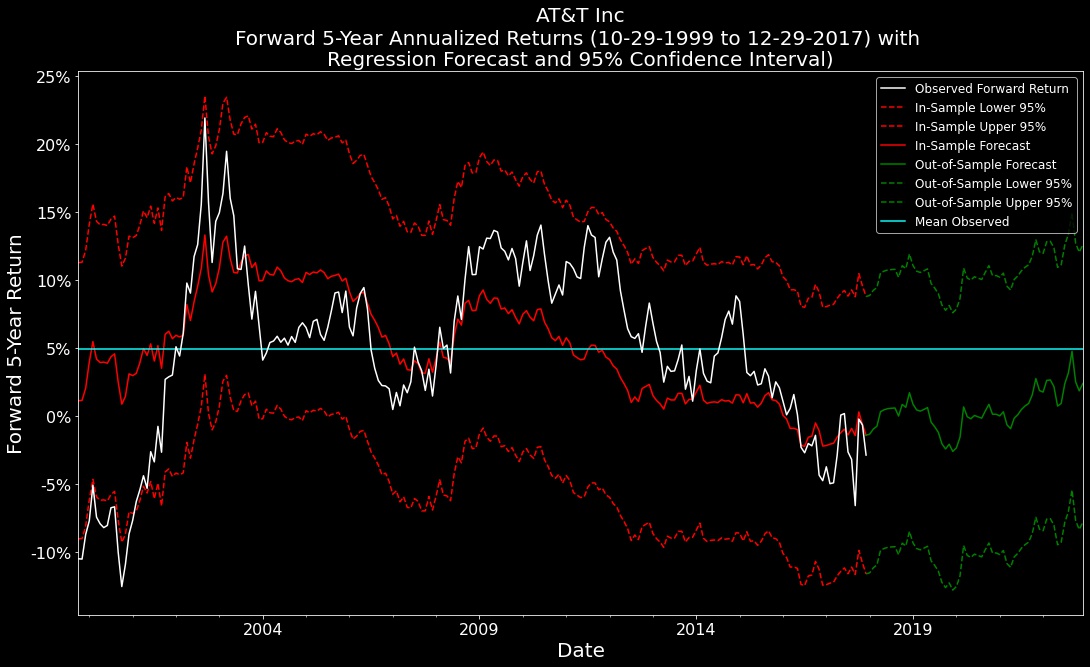 AT&T Inc
Forward 5-Year Annualized Returns (10-29-1999 to 12-29-2017) with
Regression Forecast and 95% Confidence Interval)
25%
20%
15%
10%
5%
0%
-5%
-10%
Forward 5-Year Return
Observed Forward Return
In-Sample Lower 95%
In-Sample Upper 95%
In-Sample Forecast
Out-of-Sample Forecast
Out-of-Sample Lower 95%
Out-of-Sample Upper 95%
Mean Observed
2004
2009
2014
2019
Date